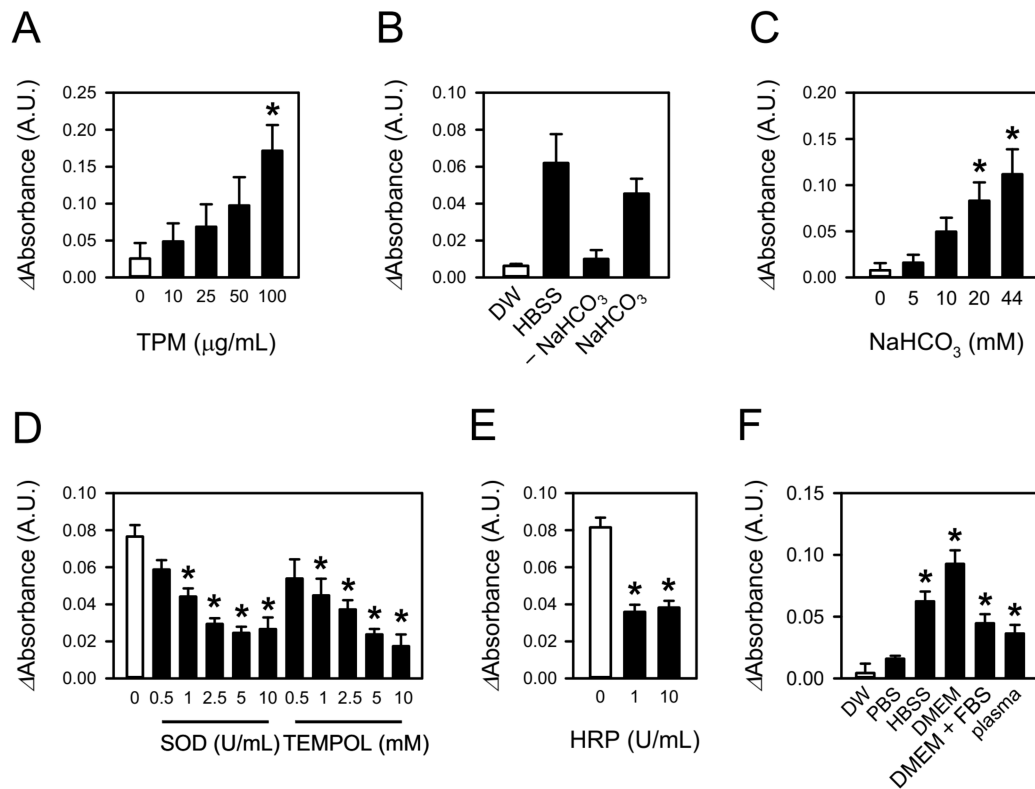 A
ΔAbsorbance (A.U.)
0.25
0.20
0.15
0.10
0.05
0.00
*
0 10 25 50 100
TPM (μg/mL)
B
ΔAbsorbance (A.U.)
0.10
0.08
0.06
0.04
0.02
0.00
DW
HBSS
– NaHCO₃
NaHCO₃
C
ΔAbsorbance (A.U.)
0.20
0.15
0.10
0.05
0.00
* *
0 5 10 20 44
NaHCO₃ (mM)
D
ΔAbsorbance (A.U.)
0.10
0.08
0.06
0.04
0.02
0.00
* * * * * * * *
0 0.5 1 2.5 5 10 0.5 1 2.5 5 10
SOD (U/mL) TEMPOL (mM)
E
ΔAbsorbance (A.U.)
0.10
0.08
0.06
0.04
0.02
0.00
* *
0 1 10
HRP (U/mL)
F
ΔAbsorbance (A.U.)
0.15
0.10
0.05
0.00
* * * *
DW
PBS
HBSS
DMEM
DMEM + FBS
plasma